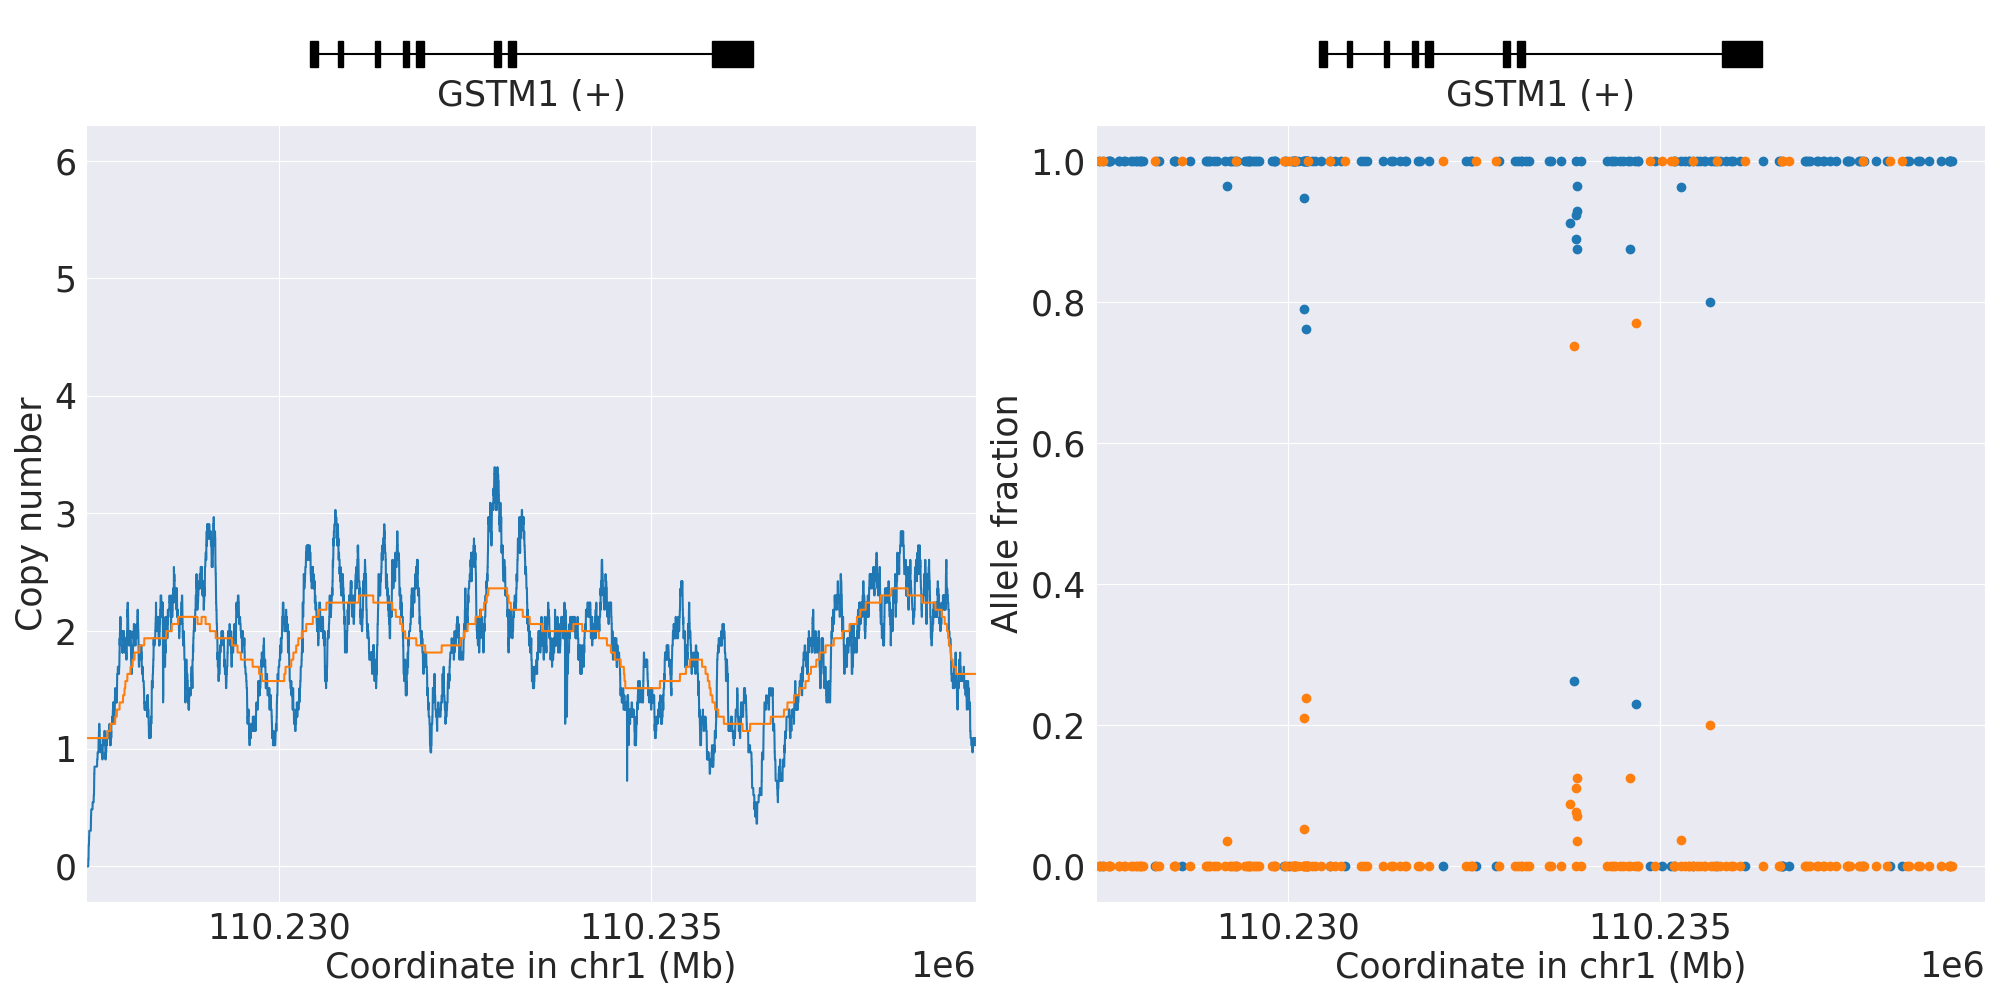 GSTM1 (+)
GSTM1 (+)
Copy number
6
5
4
3
2
1
0
110.230
110.235
Coordinate in chr1 (Mb)
1e6
Allele fraction
1.0
0.8
0.6
0.4
0.2
0.0
110.230
110.235
Coordinate in chr1 (Mb)
1e6